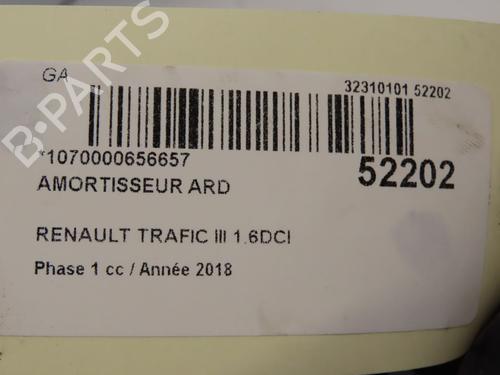 GA
32310101 52202
*1070000656657
52202
AMORTISSEUR ARD
RENAULT TRAFIC III 1.6DCI
Phase 1 cc / Année 2018
B-PARTS